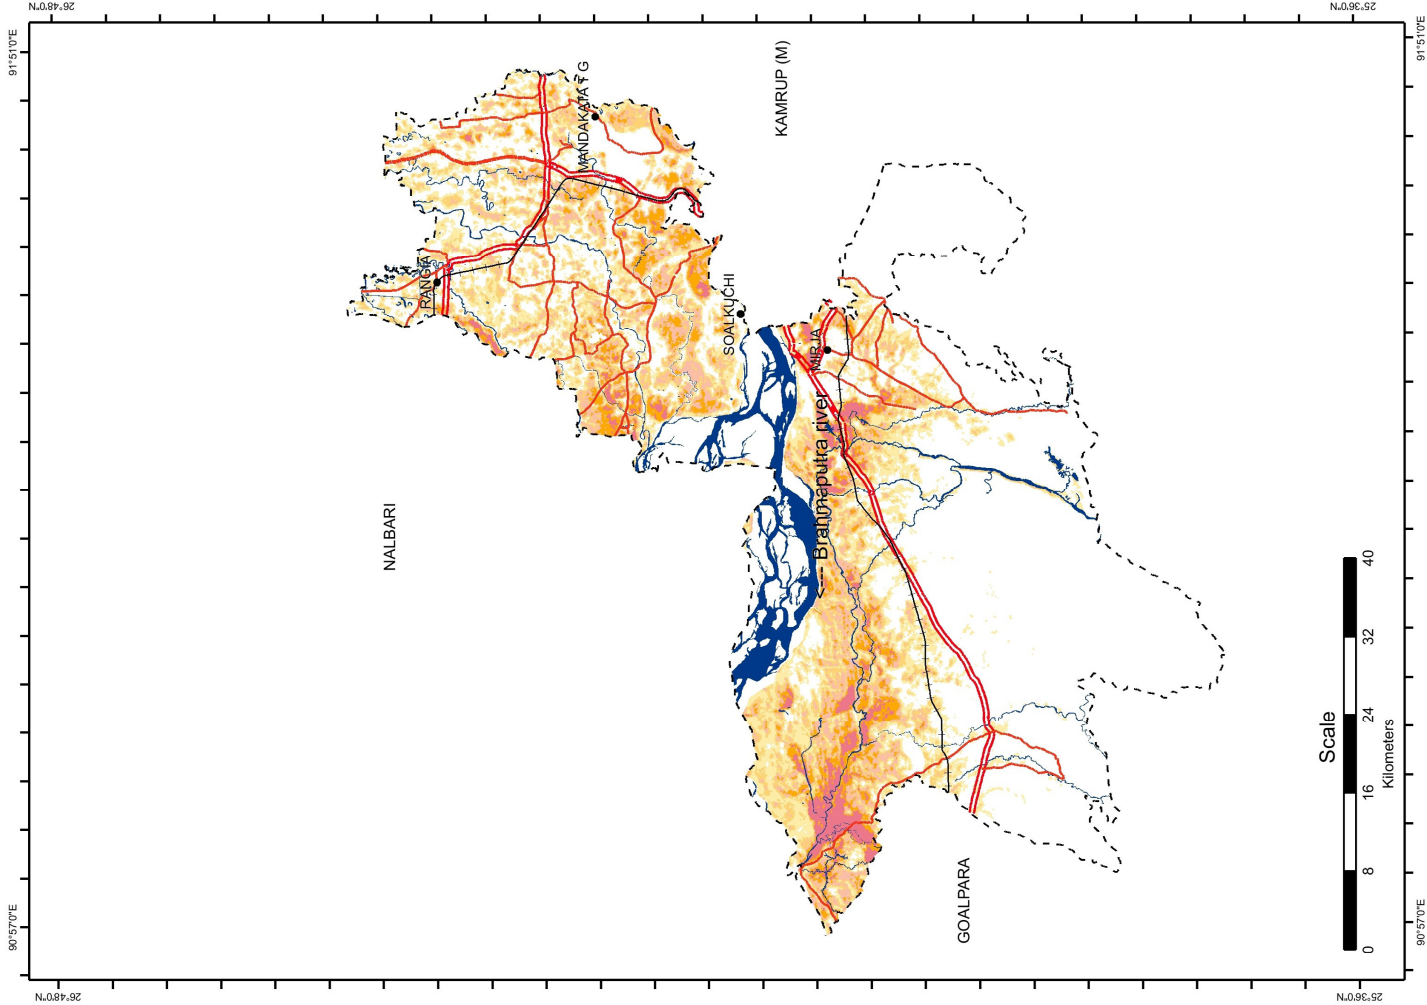 90°57'0"E
91°51'0"E
26°48'0"N
26°48'0"N
NALBARI
RANGIA
MANDAKATA T G
SOALKUCHI
KAMRUP (M)
MIRJA
<--- Brahmaputra river
GOALPARA
Scale
0 8 16 24 32 40
Kilometers
25°36'0"N
25°36'0"N
90°57'0"E
91°51'0"E